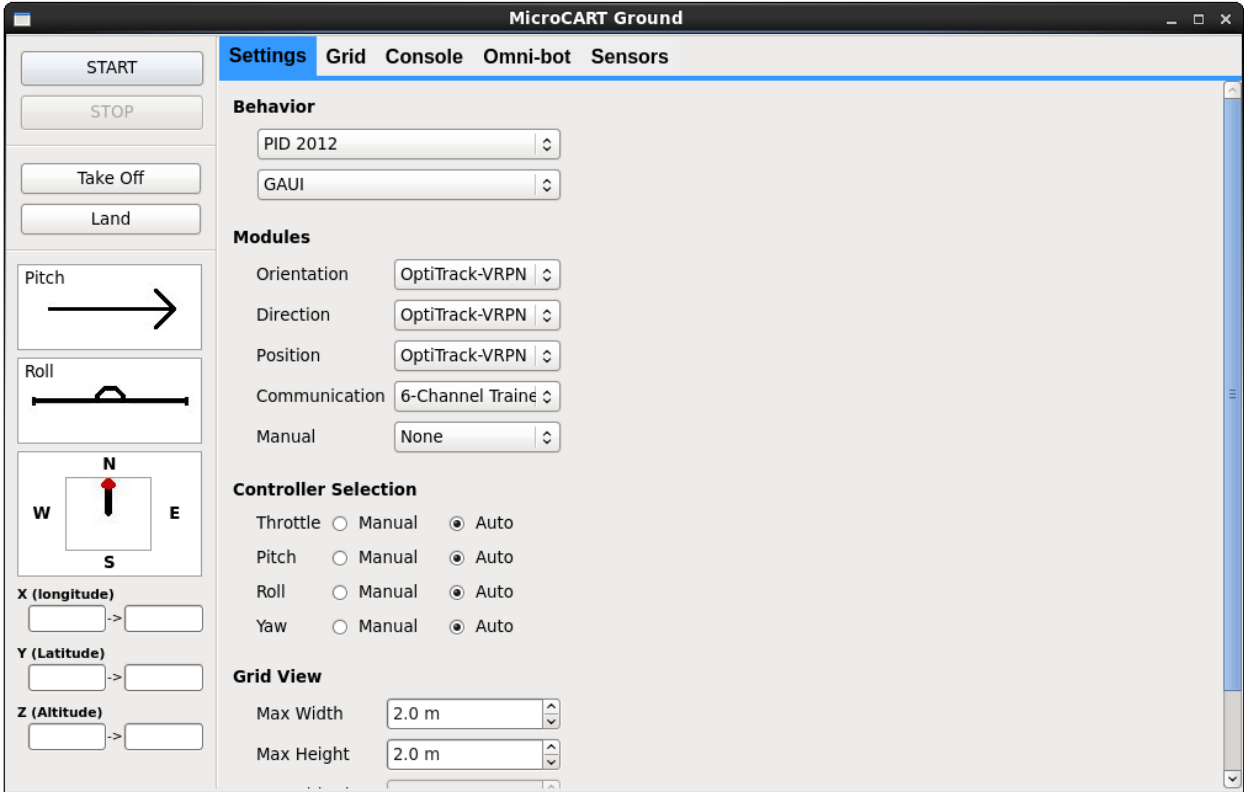 MicroCART Ground
START
STOP
Take Off
Land
Pitch
Roll
N
W E
S
X (longitude)
->
Y (Latitude)
->
Z (Altitude)
->
Settings Grid Console Omni-bot Sensors
Behavior
PID 2012
GAUI
Modules
Orientation OptiTrack-VRPN
Direction OptiTrack-VRPN
Position OptiTrack-VRPN
Communication 6-Channel Traine
Manual None
Controller Selection
Throttle Manual Auto
Pitch Manual Auto
Roll Manual Auto
Yaw Manual Auto
Grid View
Max Width 2.0 m
Max Height 2.0 m